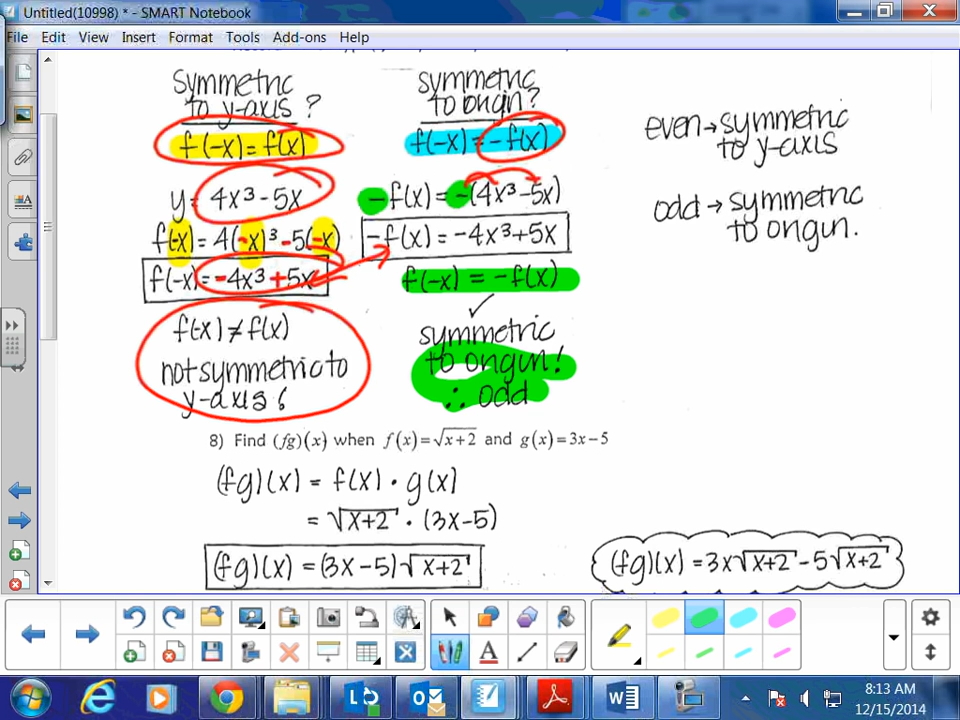 Untitled(10998) * - SMART Notebook
File Edit View Insert Format Tools Add-ons Help
symmetric
to y-axis ?
f(-x) = f(x)
y = 4x³ - 5x
f(-x) = 4(-x)³ - 5(-x)
f(-x) = -4x³ + 5x
f(-x) ≠ f(x)
not symmetric to
y-axis
symmetric
to origin?
f(-x) = -f(x)
-f(x) = -(4x³ - 5x)
-f(x) = -4x³ + 5x
f(-x) = -f(x)
✓
symmetric
to origin!
∴ odd
even → symmetric
to y-axis
odd → symmetric
to origin.
8) Find (fg)(x) when f(x) = √x+2 and g(x) = 3x-5
(fg)(x) = f(x) · g(x)
= √x+2 · (3x-5)
(fg)(x) = (3x-5)√x+2
(fg)(x) = 3x√x+2 - 5√x+2
8:13 AM
12/15/2014